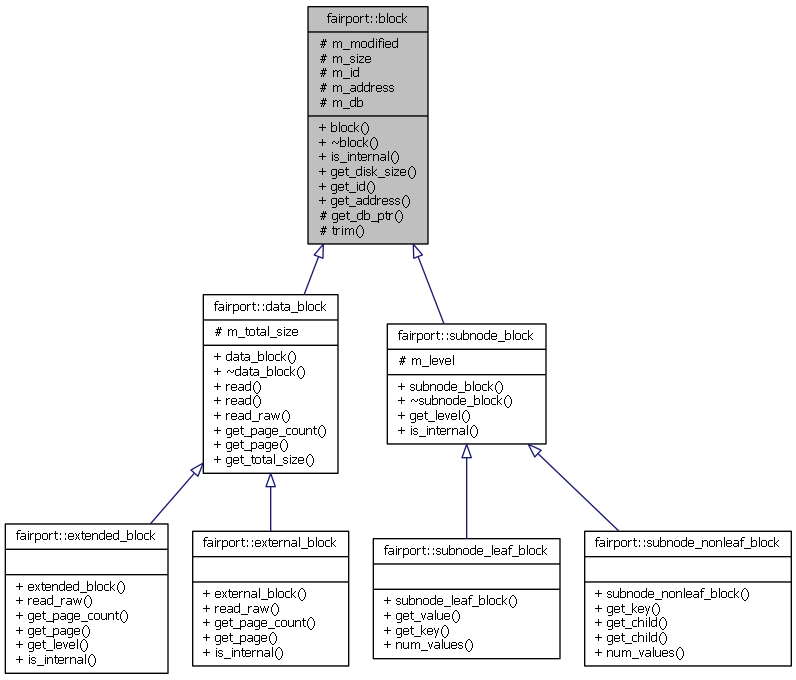 fairport::block
# m_modified
# m_size
# m_id
# m_address
# m_db
+ block()
+ ~block()
+ is_internal()
+ get_disk_size()
+ get_id()
+ get_address()
# get_db_ptr()
# trim()
fairport::data_block
# m_total_size
+ data_block()
+ ~data_block()
+ read()
+ read()
+ read_raw()
+ get_page_count()
+ get_page()
+ get_total_size()
fairport::subnode_block
# m_level
+ subnode_block()
+ ~subnode_block()
+ get_level()
+ is_internal()
fairport::extended_block
+ extended_block()
+ read_raw()
+ get_page_count()
+ get_page()
+ get_level()
+ is_internal()
fairport::external_block
+ external_block()
+ read_raw()
+ get_page_count()
+ get_page()
+ is_internal()
fairport::subnode_leaf_block
+ subnode_leaf_block()
+ get_value()
+ get_key()
+ num_values()
fairport::subnode_nonleaf_block
+ subnode_nonleaf_block()
+ get_key()
+ get_child()
+ get_child()
+ num_values()